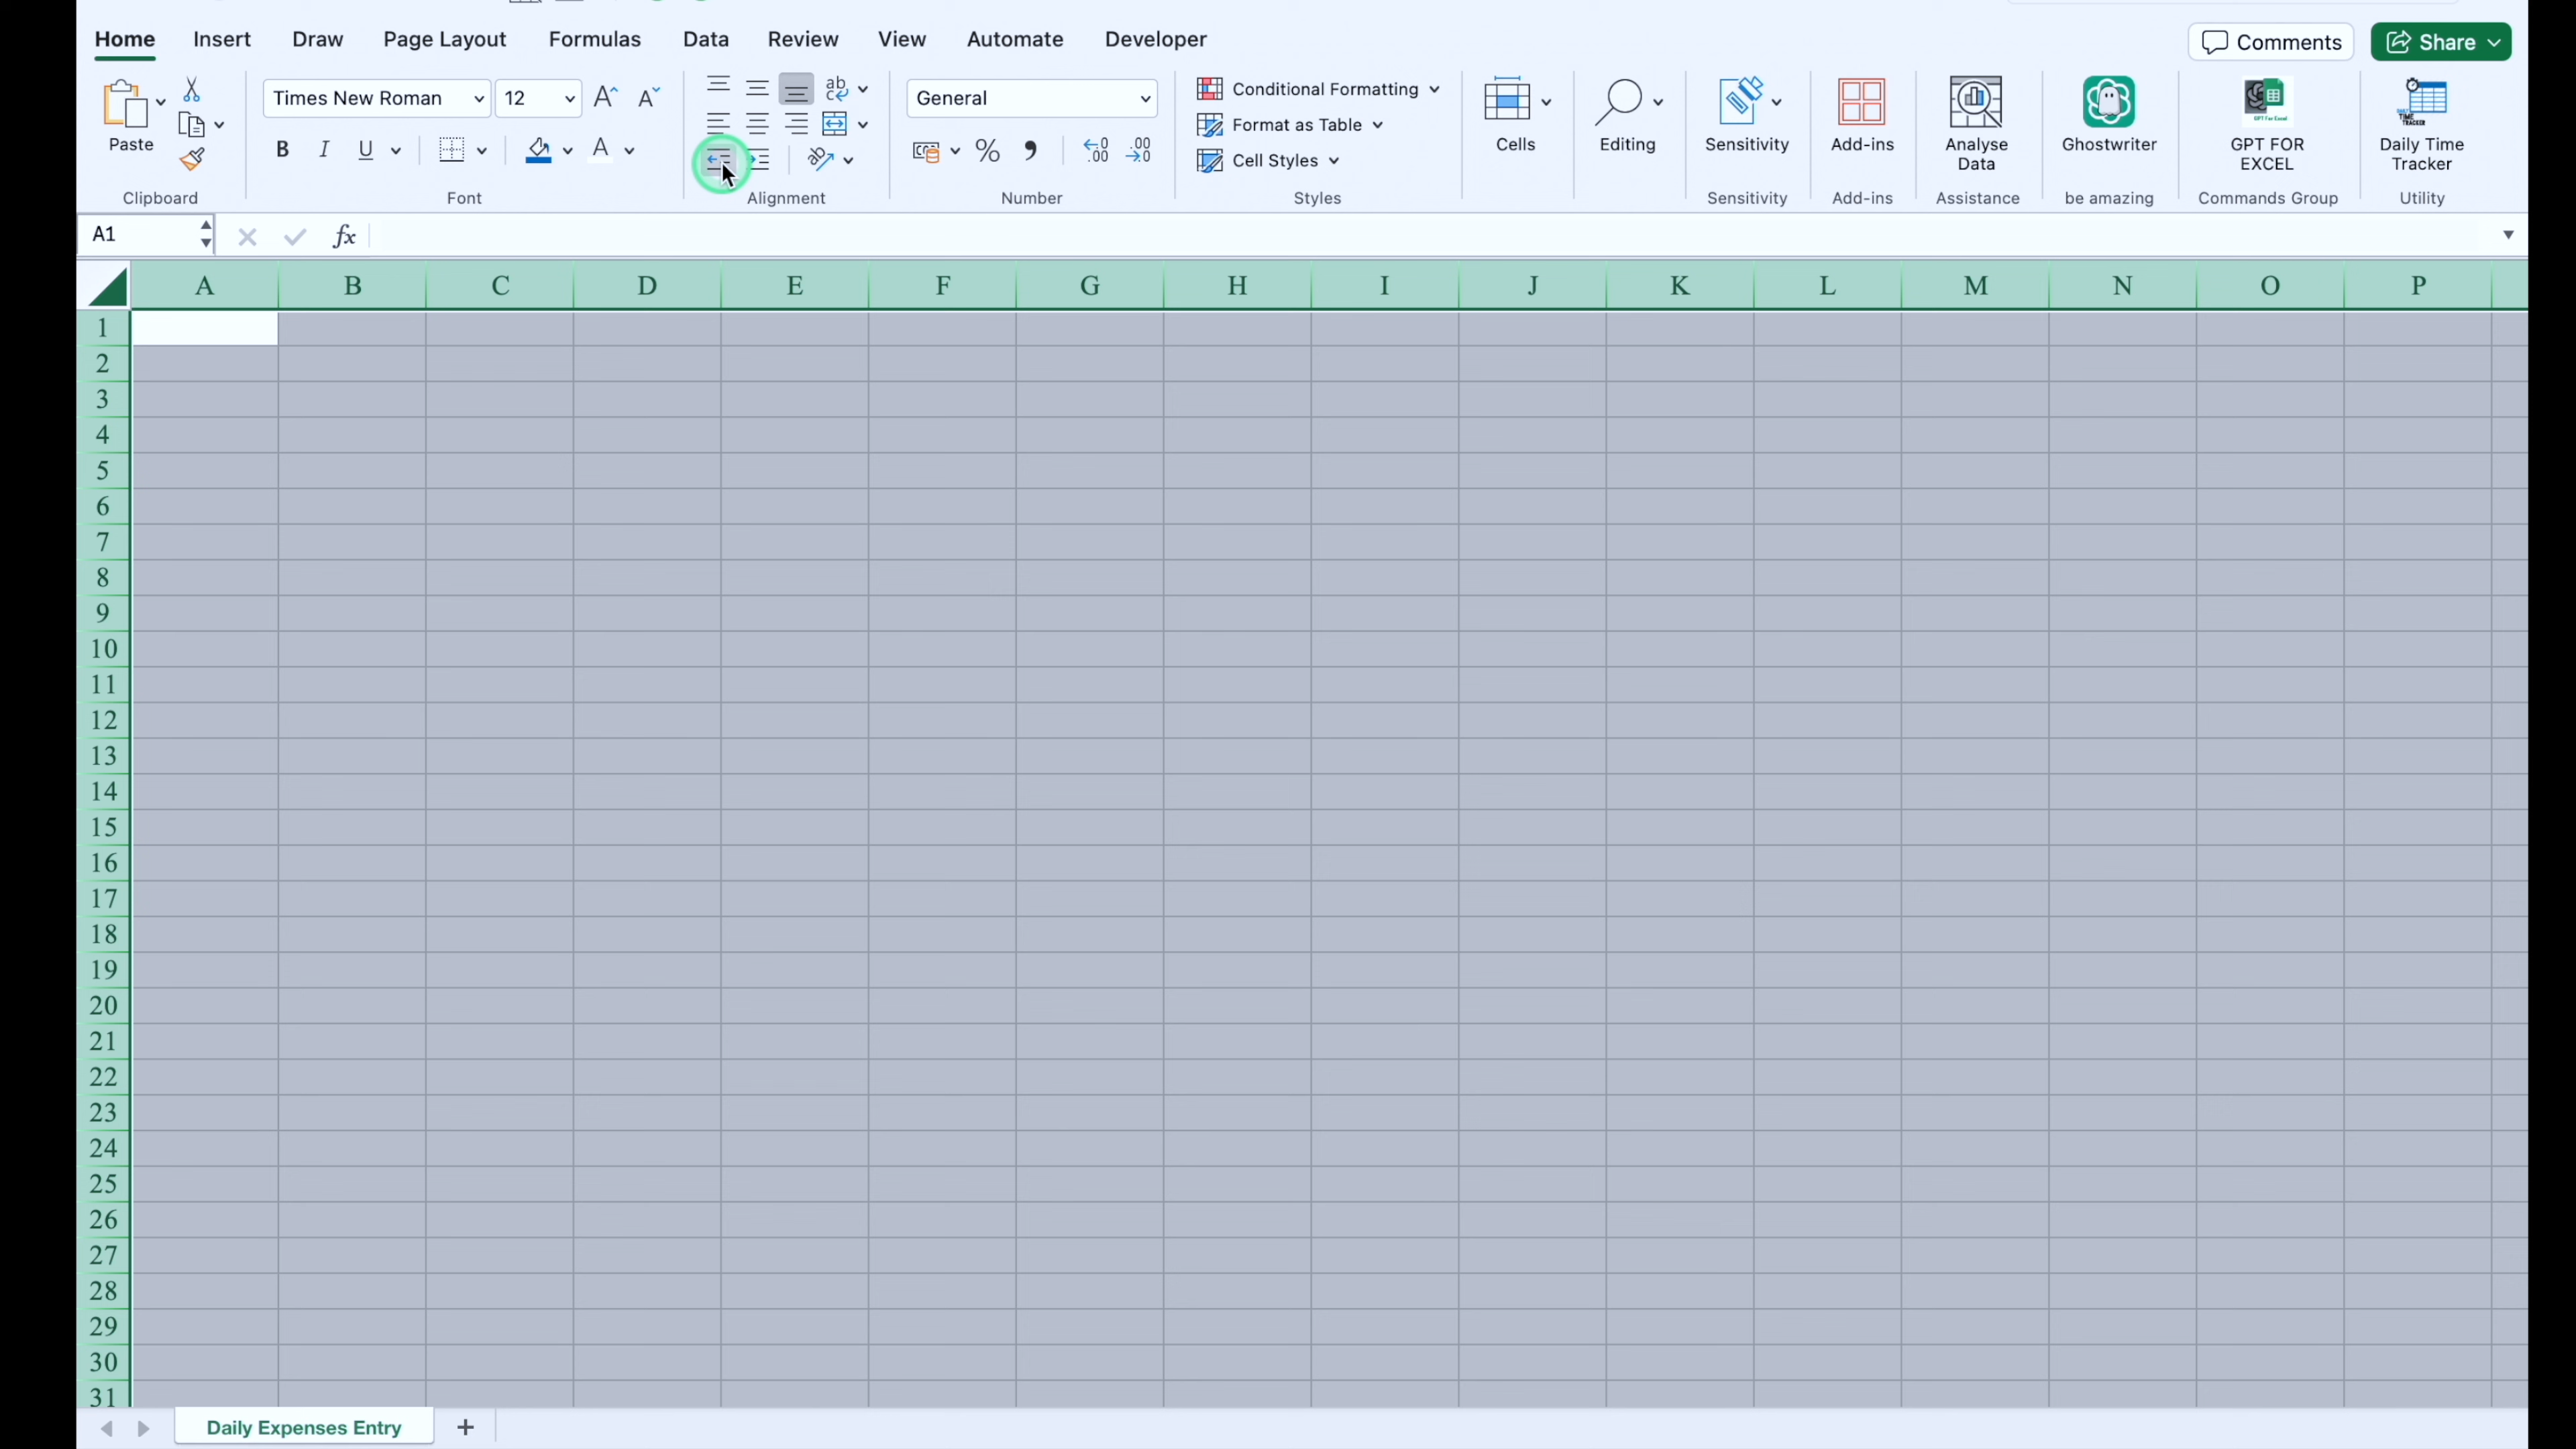 Home Insert Draw Page Layout Formulas Data Review View Automate Developer Comments Share
Times New Roman 12 General
Conditional Formatting
Format as Table
Cell Styles
Paste
B I U A
Cells Editing Sensitivity Add-ins Analyse Data Ghostwriter GPT FOR EXCEL Daily Time Tracker
Clipboard Font Alignment Number Styles Sensitivity Add-ins Assistance be amazing Commands Group Utility
A1 fx
A B C D E F G H I J K L M N O P
1
2
3
4
5
6
7
8
9
10
11
12
13
14
15
16
17
18
19
20
21
22
23
24
25
26
27
28
29
30
31
Daily Expenses Entry +